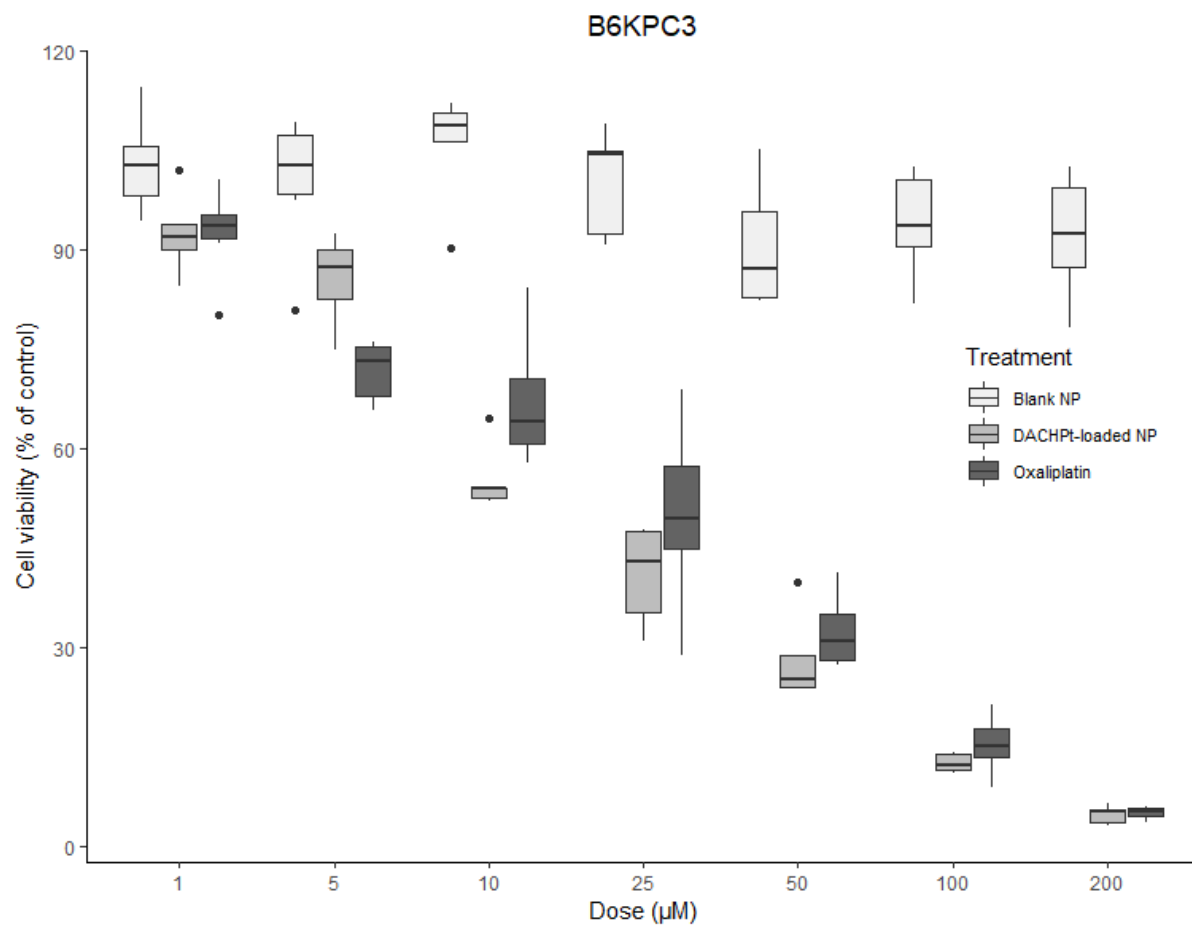 B6KPC3
120
90
60
30
0
Cell viability (% of control)
Treatment
Blank NP
DACHPt-loaded NP
Oxaliplatin
1 5 10 25 50 100 200
Dose (µM)